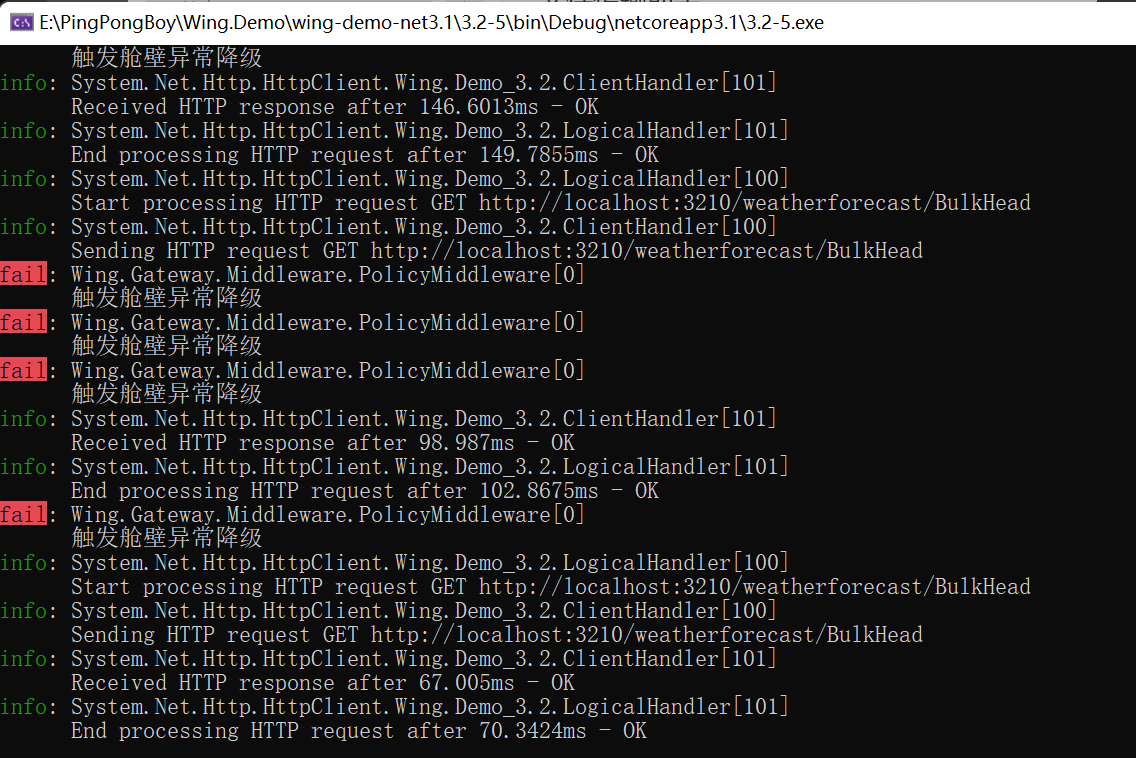 E:\PingPongBoy\Wing.Demo\wing-demo-net3.1\3.2-5\bin\Debug\netcoreapp3.1\3.2-5.exe
触发舱壁异常降级
info: System.Net.Http.HttpClient.Wing.Demo_3.2.ClientHandler[101]
Received HTTP response after 146.6013ms - OK
info: System.Net.Http.HttpClient.Wing.Demo_3.2.LogicalHandler[101]
End processing HTTP request after 149.7855ms - OK
info: System.Net.Http.HttpClient.Wing.Demo_3.2.LogicalHandler[100]
Start processing HTTP request GET http://localhost:3210/weatherforecast/BulkHead
info: System.Net.Http.HttpClient.Wing.Demo_3.2.ClientHandler[100]
Sending HTTP request GET http://localhost:3210/weatherforecast/BulkHead
fail: Wing.Gateway.Middleware.PolicyMiddleware[0]
触发舱壁异常降级
fail: Wing.Gateway.Middleware.PolicyMiddleware[0]
触发舱壁异常降级
fail: Wing.Gateway.Middleware.PolicyMiddleware[0]
触发舱壁异常降级
info: System.Net.Http.HttpClient.Wing.Demo_3.2.ClientHandler[101]
Received HTTP response after 98.987ms - OK
info: System.Net.Http.HttpClient.Wing.Demo_3.2.LogicalHandler[101]
End processing HTTP request after 102.8675ms - OK
fail: Wing.Gateway.Middleware.PolicyMiddleware[0]
触发舱壁异常降级
info: System.Net.Http.HttpClient.Wing.Demo_3.2.LogicalHandler[100]
Start processing HTTP request GET http://localhost:3210/weatherforecast/BulkHead
info: System.Net.Http.HttpClient.Wing.Demo_3.2.ClientHandler[100]
Sending HTTP request GET http://localhost:3210/weatherforecast/BulkHead
info: System.Net.Http.HttpClient.Wing.Demo_3.2.ClientHandler[101]
Received HTTP response after 67.005ms - OK
info: System.Net.Http.HttpClient.Wing.Demo_3.2.LogicalHandler[101]
End processing HTTP request after 70.3424ms - OK